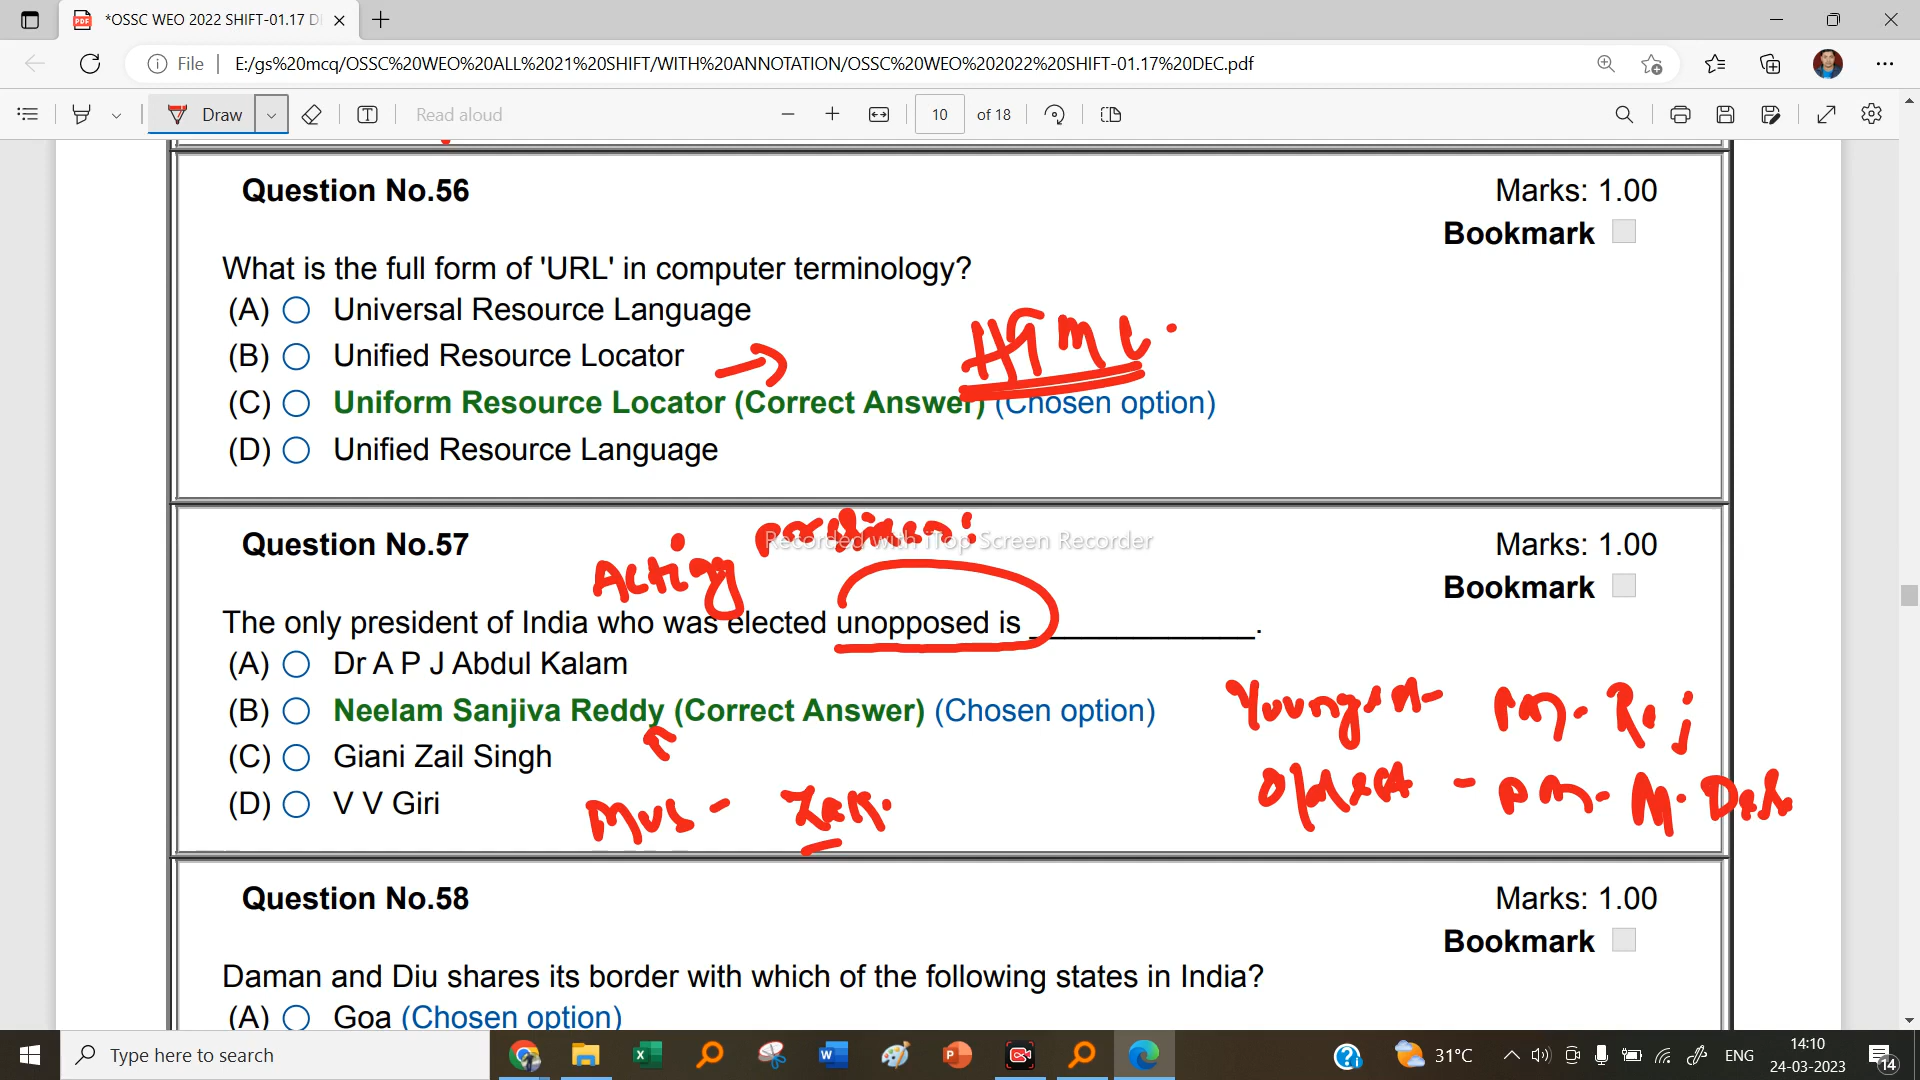 *OSSC WEO 2022 SHIFT-01.17 D
File
E:/gs%20mcq/OSSC%20WEO%20ALL%2021%20SHIFT/WITH%20ANNOTATION/OSSC%20WEO%202022%20SHIFT-01.17%20DEC.pdf
Draw
Read aloud
10 of 18
Question No.56
Marks: 1.00
Bookmark
What is the full form of 'URL' in computer terminology?
(A) Universal Resource Language
HTML
(B) Unified Resource Locator
(C) Uniform Resource Locator (Correct Answer) (Chosen option)
(D) Unified Resource Language
Question No.57
Marks: 1.00
Recorded with iTop Screen Recorder
Acting
Bookmark
The only president of India who was elected unopposed is _____________.
(A) Dr A P J Abdul Kalam
(B) Neelam Sanjiva Reddy (Correct Answer) (Chosen option)
Youngest-
(C) Giani Zail Singh
(D) V V Giri
Mus - Zak.
Question No.58
Marks: 1.00
Bookmark
Daman and Diu shares its border with which of the following states in India?
(A) Goa (Chosen option)
Type here to search
31°C
ENG
14:10
24-03-2023
14